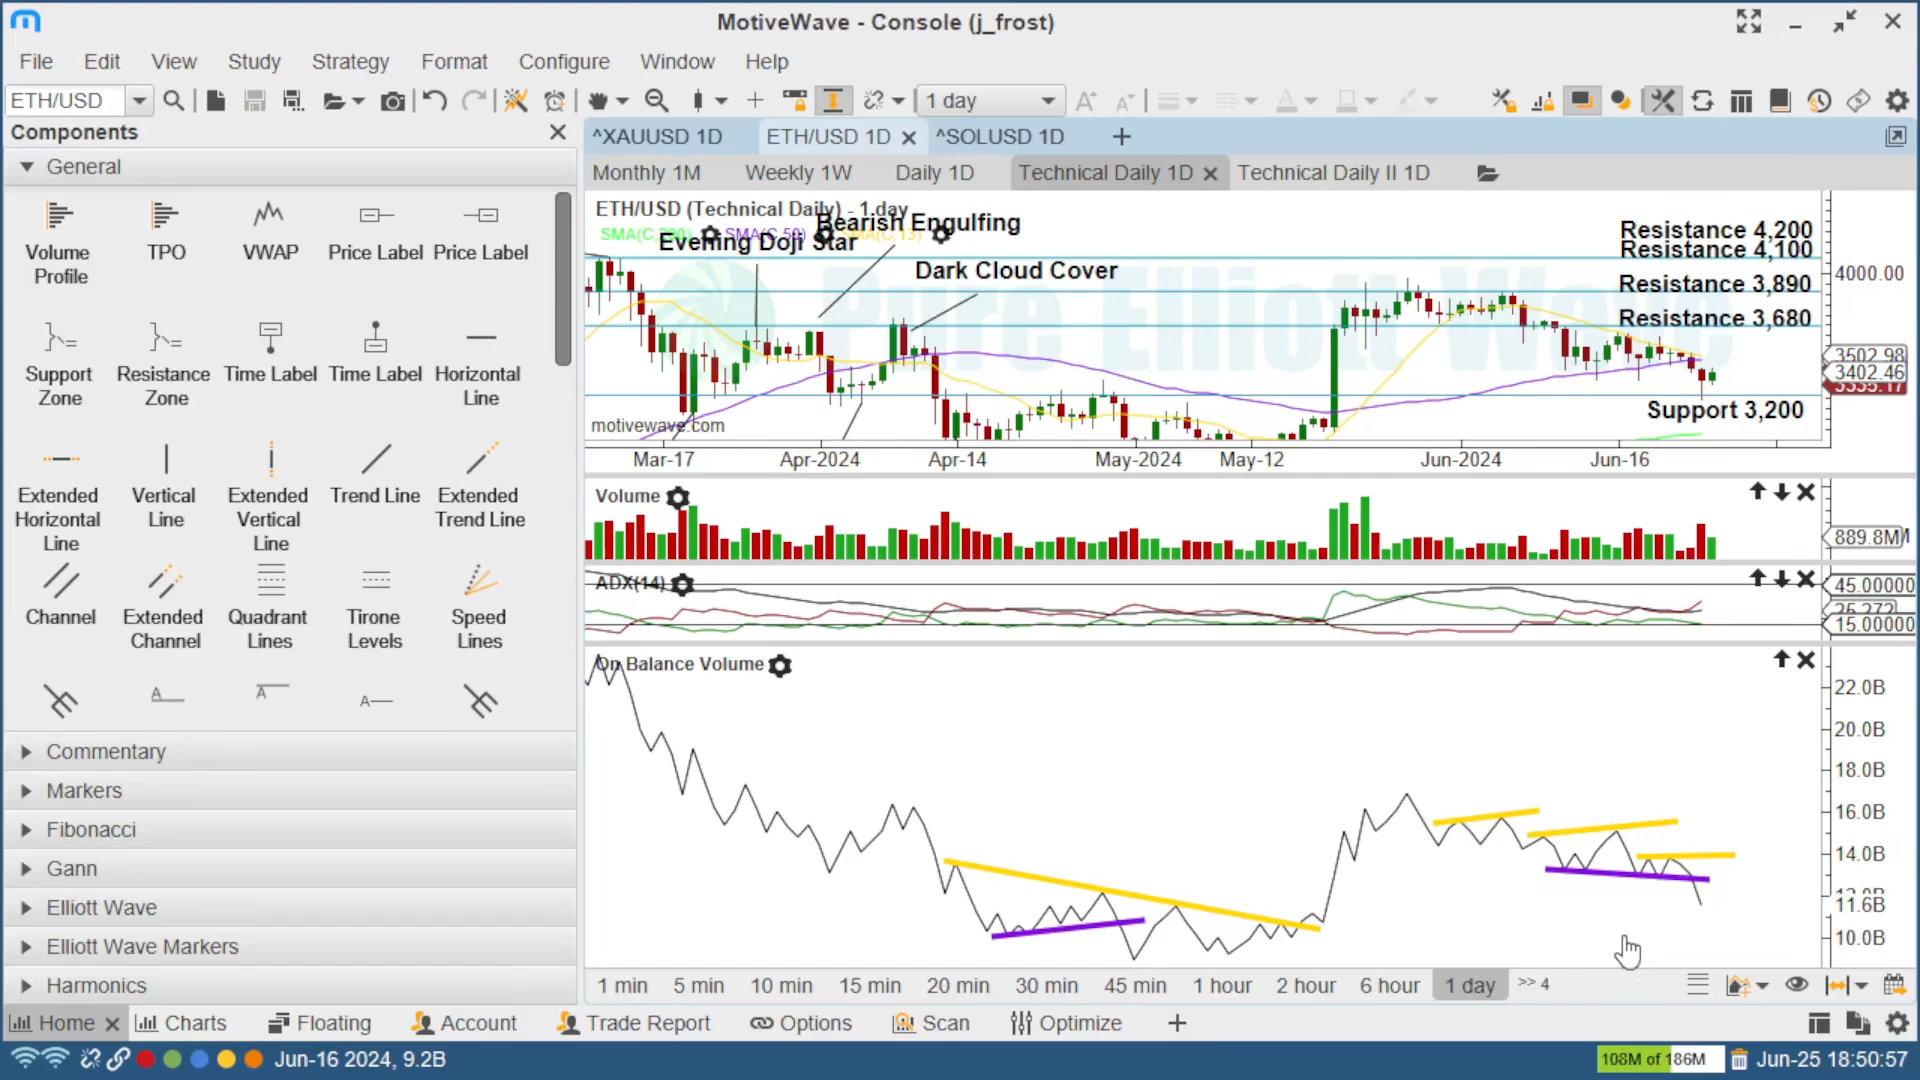 MotiveWave - Console (j_frost)
File Edit View Study Strategy Format Configure Window Help
ETH/USD 1 day
Components
^XAUUSD 1D ETH/USD 1D ^SOLUSD 1D
Monthly 1M Weekly 1W Daily 1D Technical Daily 1D Technical Daily II 1D
General
Volume Profile
TPO
VWAP
Price Label
Price Label
Support Zone
Resistance Zone
Time Label
Time Label
Horizontal Line
Extended Horizontal Line
Vertical Line
Extended Vertical Line
Trend Line
Extended Trend Line
Channel
Extended Channel
Quadrant Lines
Tirone Levels
Speed Lines
Commentary
Markers
Fibonacci
Gann
Elliott Wave
Elliott Wave Markers
Harmonics
ETH/USD (Technical Daily) - 1 day
Bearish Engulfing
Evening Doji Star
Dark Cloud Cover
Pure Elliott Wave
Resistance 4,200
Resistance 4,100
Resistance 3,890
Resistance 3,680
Support 3,200
4000.00
3502.98
3402.46
motivewave.com
Mar-17 Apr-2024 Apr-14 May-2024 May-12 Jun-2024 Jun-16
Volume
889.8M
ADX(14)
45.00000
15.00000
On Balance Volume
22.0B
20.0B
18.0B
16.0B
14.0B
11.6B
10.0B
1 min 5 min 10 min 15 min 20 min 30 min 45 min 1 hour 2 hour 6 hour 1 day >> 4
Home Charts Floating Account Trade Report Options Scan Optimize
Jun-16 2024, 9.2B
108M of 186M
Jun-25 18:50:57